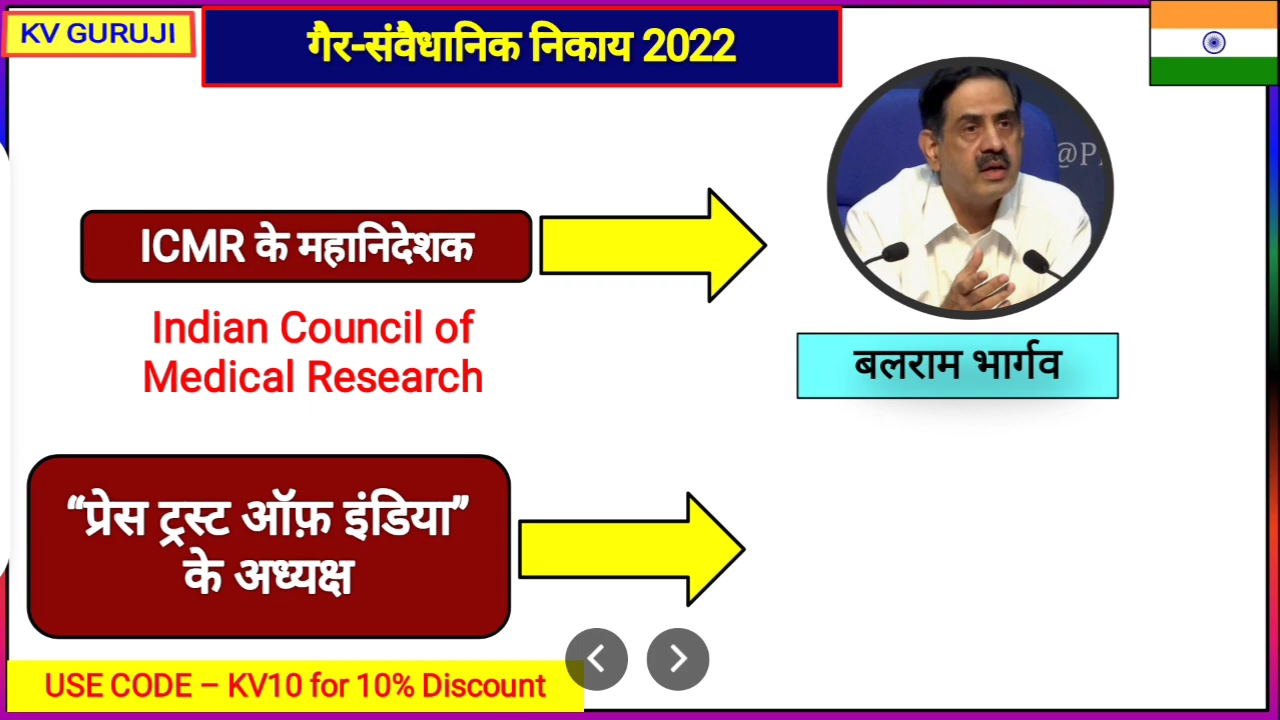 KV GURUJI
गैर-संवैधानिक निकाय 2022
@P
ICMR के महानिदेशक
Indian Council of
Medical Research
बलराम भार्गव
“प्रेस ट्रस्ट ऑफ़ इंडिया”
के अध्यक्ष
USE CODE – KV10 for 10% Discount